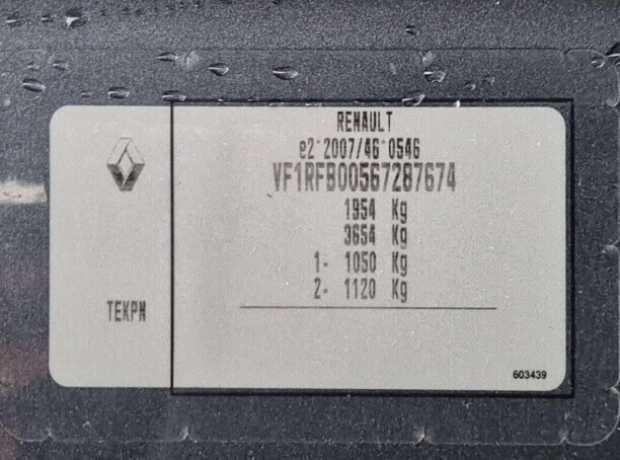 RENAULT
e2*2007/46*0546
VF1RFB00567287674
1954 Kg
3654 Kg
1- 1050 Kg
2- 1120 Kg
TEKPN
603439